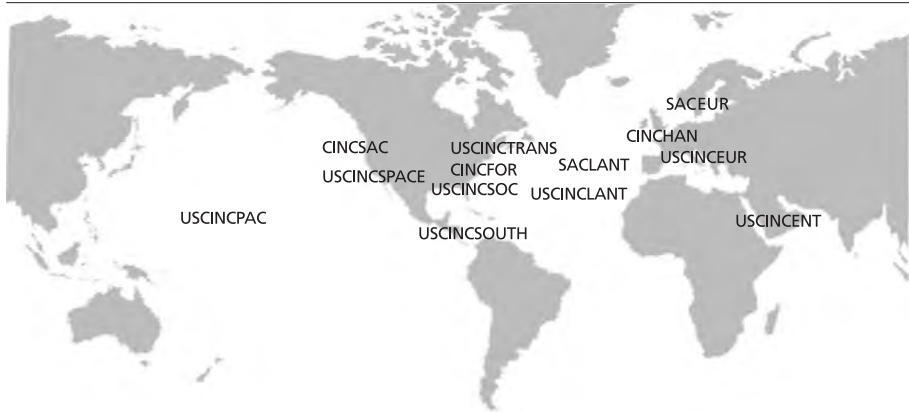 SACEUR
CINCHAN
CINCSAC
USCINCTRANS
USCINCEUR
SACLANT
CINCFOR
USCINCSPACE
USCINCSOC
USCINCLANT
USCINCPAC
USCINCENT
USCINCSOUTH